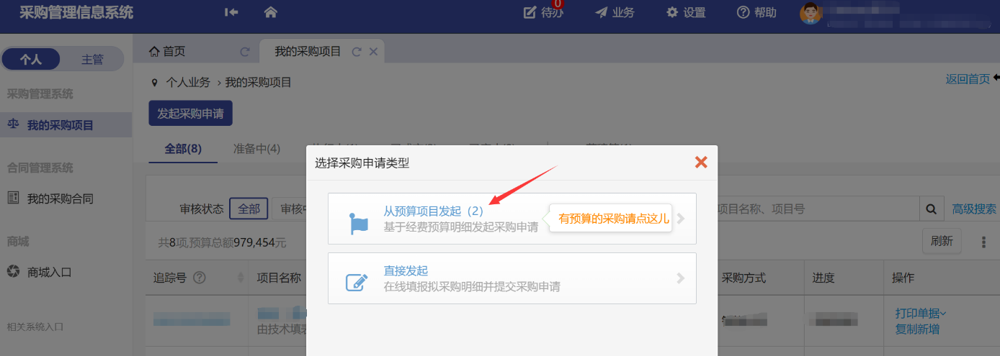 采购管理信息系统
待办
0
业务
设置
帮助
个人
主管
首页
我的采购项目
采购管理系统
个人业务 › 我的采购项目
返回首页
我的采购项目
发起采购申请
全部(8)
准备中(4)
选择采购申请类型
合同管理系统
我的采购合同
审核状态
全部
从预算项目发起（2）
基于经费预算明细发起采购申请
有预算的采购请点这儿
项目名称、项目号
高级搜索
商城
共8项,预算总额979,454元
刷新
商城入口
直接发起
在线填报拟采购明细并提交采购申请
追踪号
项目名称
采购方式
进度
操作
打印单据
由技术填
复制新增
相关系统入口